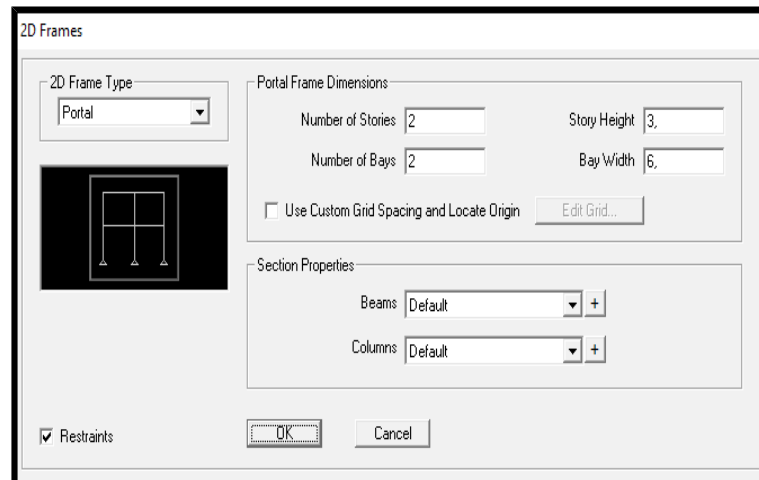 2D Frames
2D Frame Type
Portal
Portal Frame Dimensions
Number of Stories 2 Story Height 3,
Number of Bays 2 Bay Width 6,
Use Custom Grid Spacing and Locate Origin Edit Grid...
Section Properties
Beams Default +
Columns Default +
Restraints OK Cancel